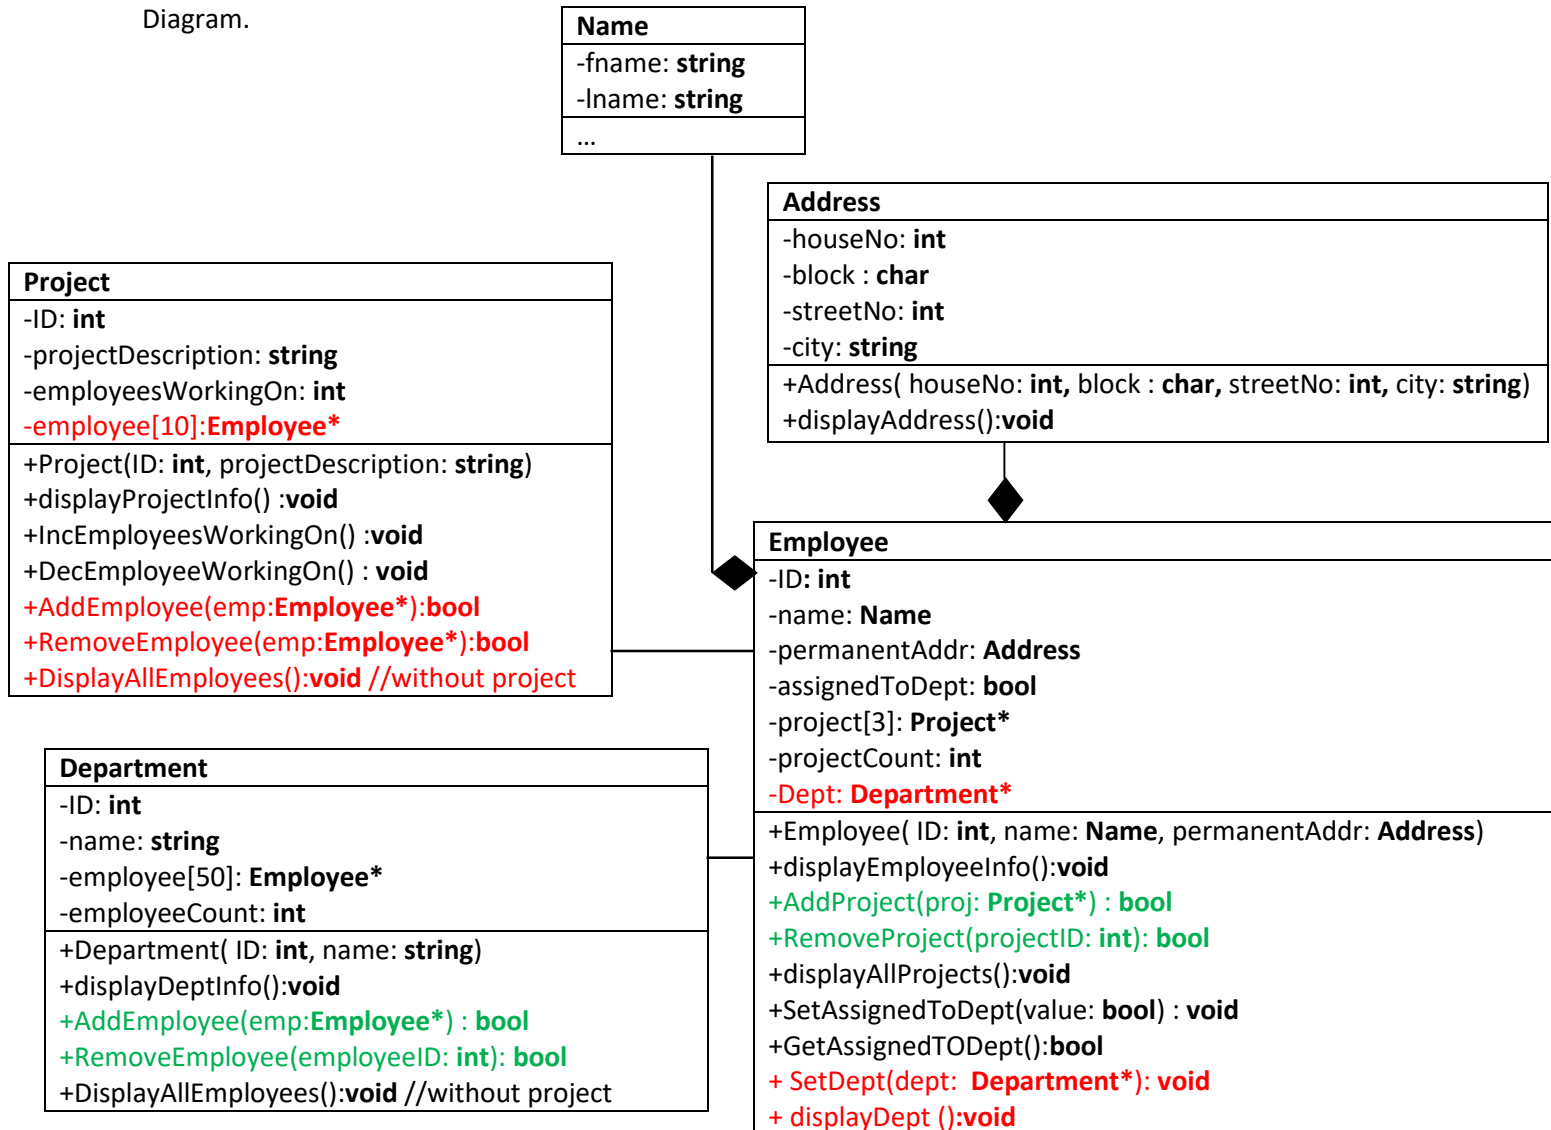 Diagram.
Name
-fname: string
-lname: string
...
Address
-houseNo: int
-block : char
-streetNo: int
-city: string
+Address( houseNo: int, block : char, streetNo: int, city: string)
+displayAddress():void
Project
-ID: int
-projectDescription: string
-employeesWorkingOn: int
-employee[10]:Employee*
+Project(ID: int, projectDescription: string)
+displayProjectInfo() :void
+IncEmployeesWorkingOn() :void
+DecEmployeeWorkingOn() : void
+AddEmployee(emp:Employee*):bool
+RemoveEmployee(emp:Employee*):bool
+DisplayAllEmployees():void //without project
Employee
-ID: int
-name: Name
-permanentAddr: Address
-assignedToDept: bool
-project[3]: Project*
-projectCount: int
-Dept: Department*
+Employee( ID: int, name: Name, permanentAddr: Address)
+displayEmployeeInfo():void
+AddProject(proj: Project*) : bool
+RemoveProject(projectID: int): bool
+displayAllProjects():void
+SetAssignedToDept(value: bool) : void
+GetAssignedTODept():bool
+ SetDept(dept: Department*): void
+ displayDept ():void
Department
-ID: int
-name: string
-employee[50]: Employee*
-employeeCount: int
+Department( ID: int, name: string)
+displayDeptInfo():void
+AddEmployee(emp:Employee*) : bool
+RemoveEmployee(employeeID: int): bool
+DisplayAllEmployees():void //without project